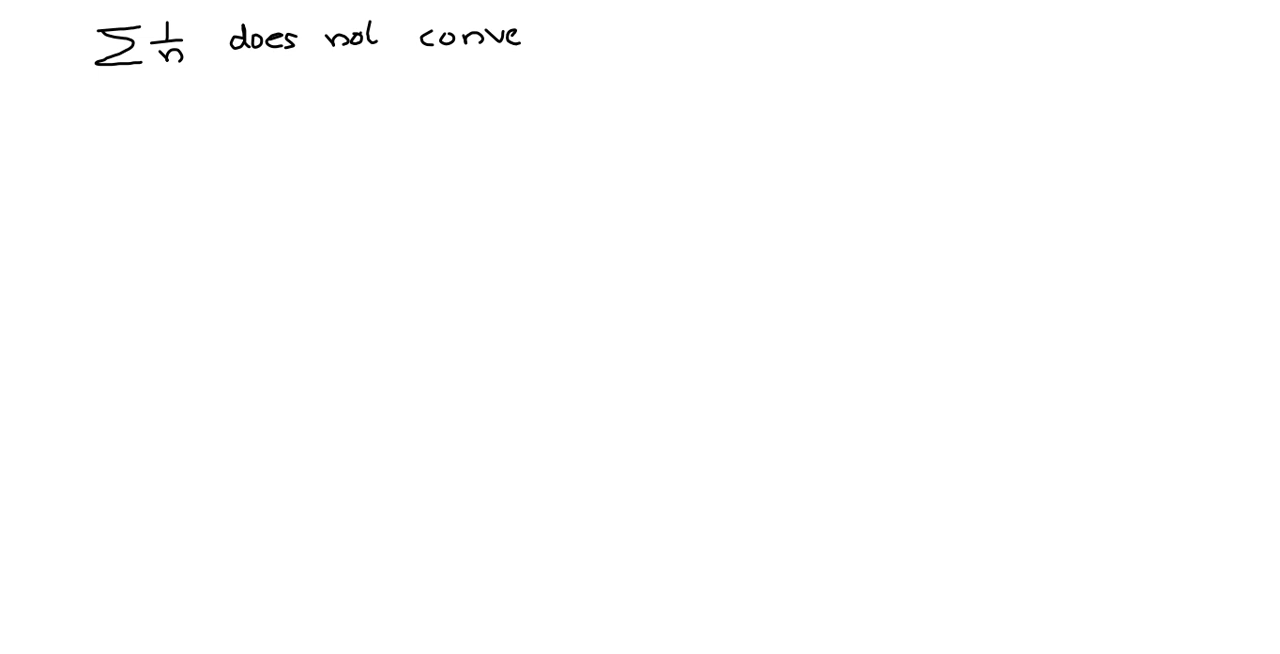 ∑ 1/n does not conve